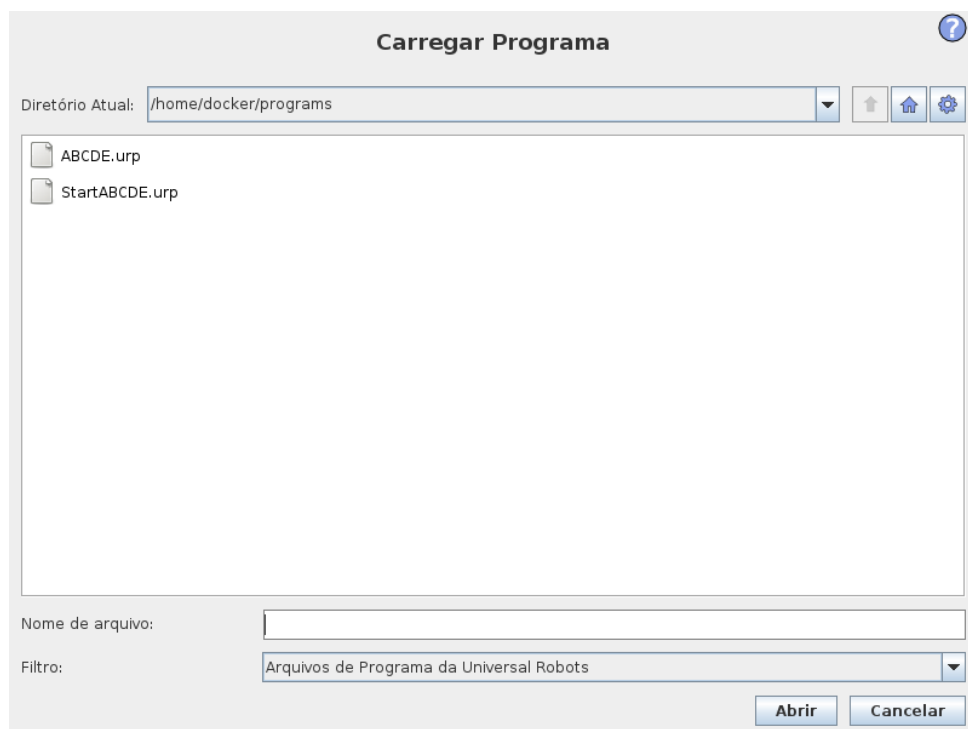 Carregar Programa
?
Diretório Atual: /home/docker/programs
ABCDE.urp
StartABCDE.urp
Nome de arquivo:
Filtro: Arquivos de Programa da Universal Robots
Abrir Cancelar